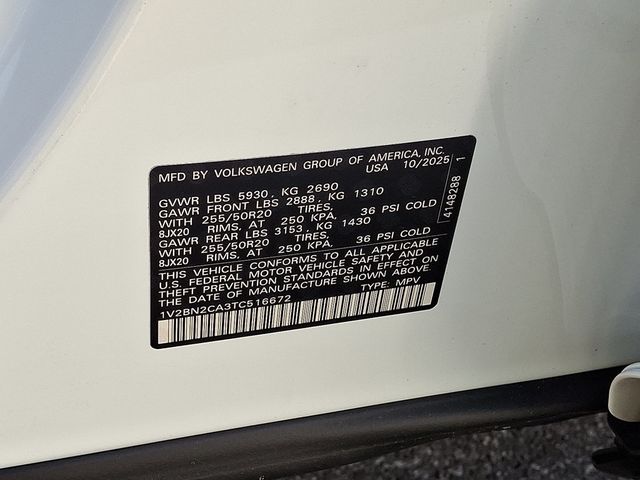 MFD BY VOLKSWAGEN GROUP OF AMERICA, INC.
USA 10/2025
GVWR LBS 5930, KG 2690
GAWR FRONT LBS 2888, KG 1310
WITH 255/50R20 TIRES,
8JX20 RIMS, AT 250 KPA, 36 PSI COLD
GAWR REAR LBS 3153, KG 1430
WITH 255/50R20 TIRES,
8JX20 RIMS, AT 250 KPA, 36 PSI COLD
THIS VEHICLE CONFORMS TO ALL APPLICABLE
U.S. FEDERAL MOTOR VEHICLE SAFETY AND
THEFT PREVENTION STANDARDS IN EFFECT ON
THE DATE OF MANUFACTURE SHOWN ABOVE.
1V2BN2CA3TC516672 TYPE: MPV
4148288 1